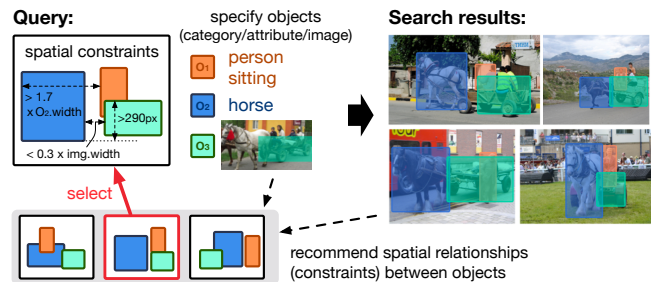 Query:
specify objects
(category/attribute/image)
Search results:
spatial constraints
> 1.7
x O₂.width
>290px
< 0.3 x img.width
O₁ person
sitting
O₂ horse
O₃
select
recommend spatial relationships
(constraints) between objects